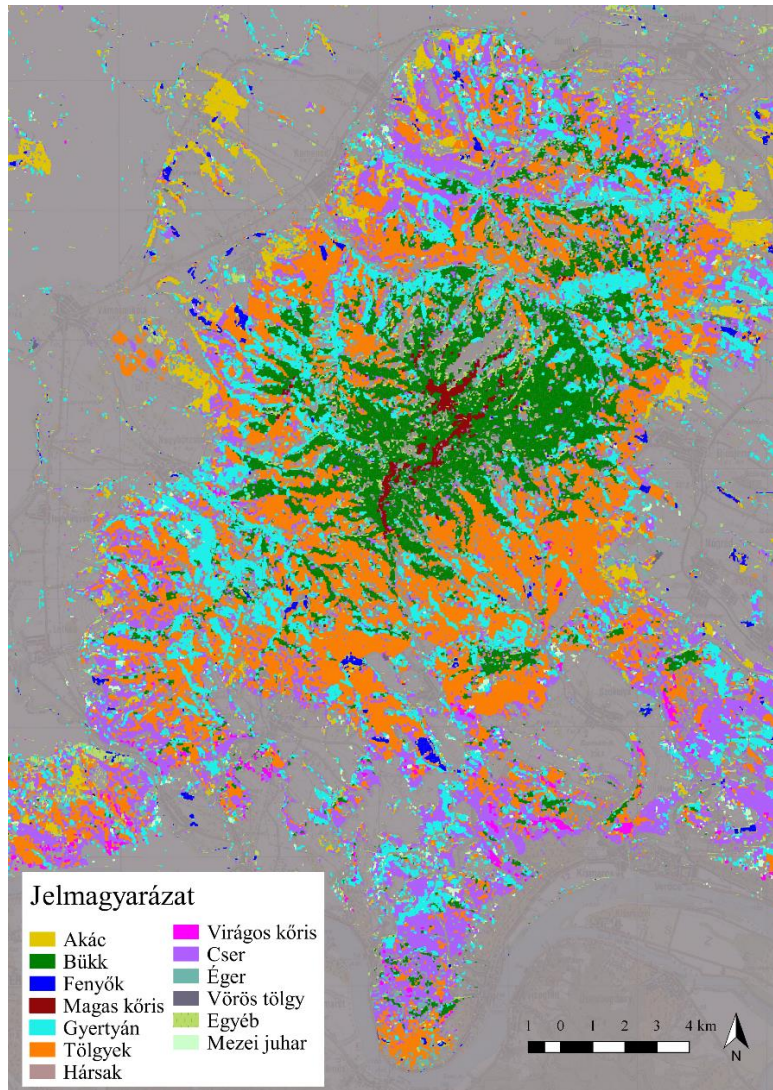 Jelmagyarázat
Akác
Bükk
Fenyők
Magas kőris
Gyertyán
Tölgyek
Hársak
Virágos kőris
Cser
Éger
Vörös tölgy
Egyéb
Mezei juhar
1 0 1 2 3 4 km
N